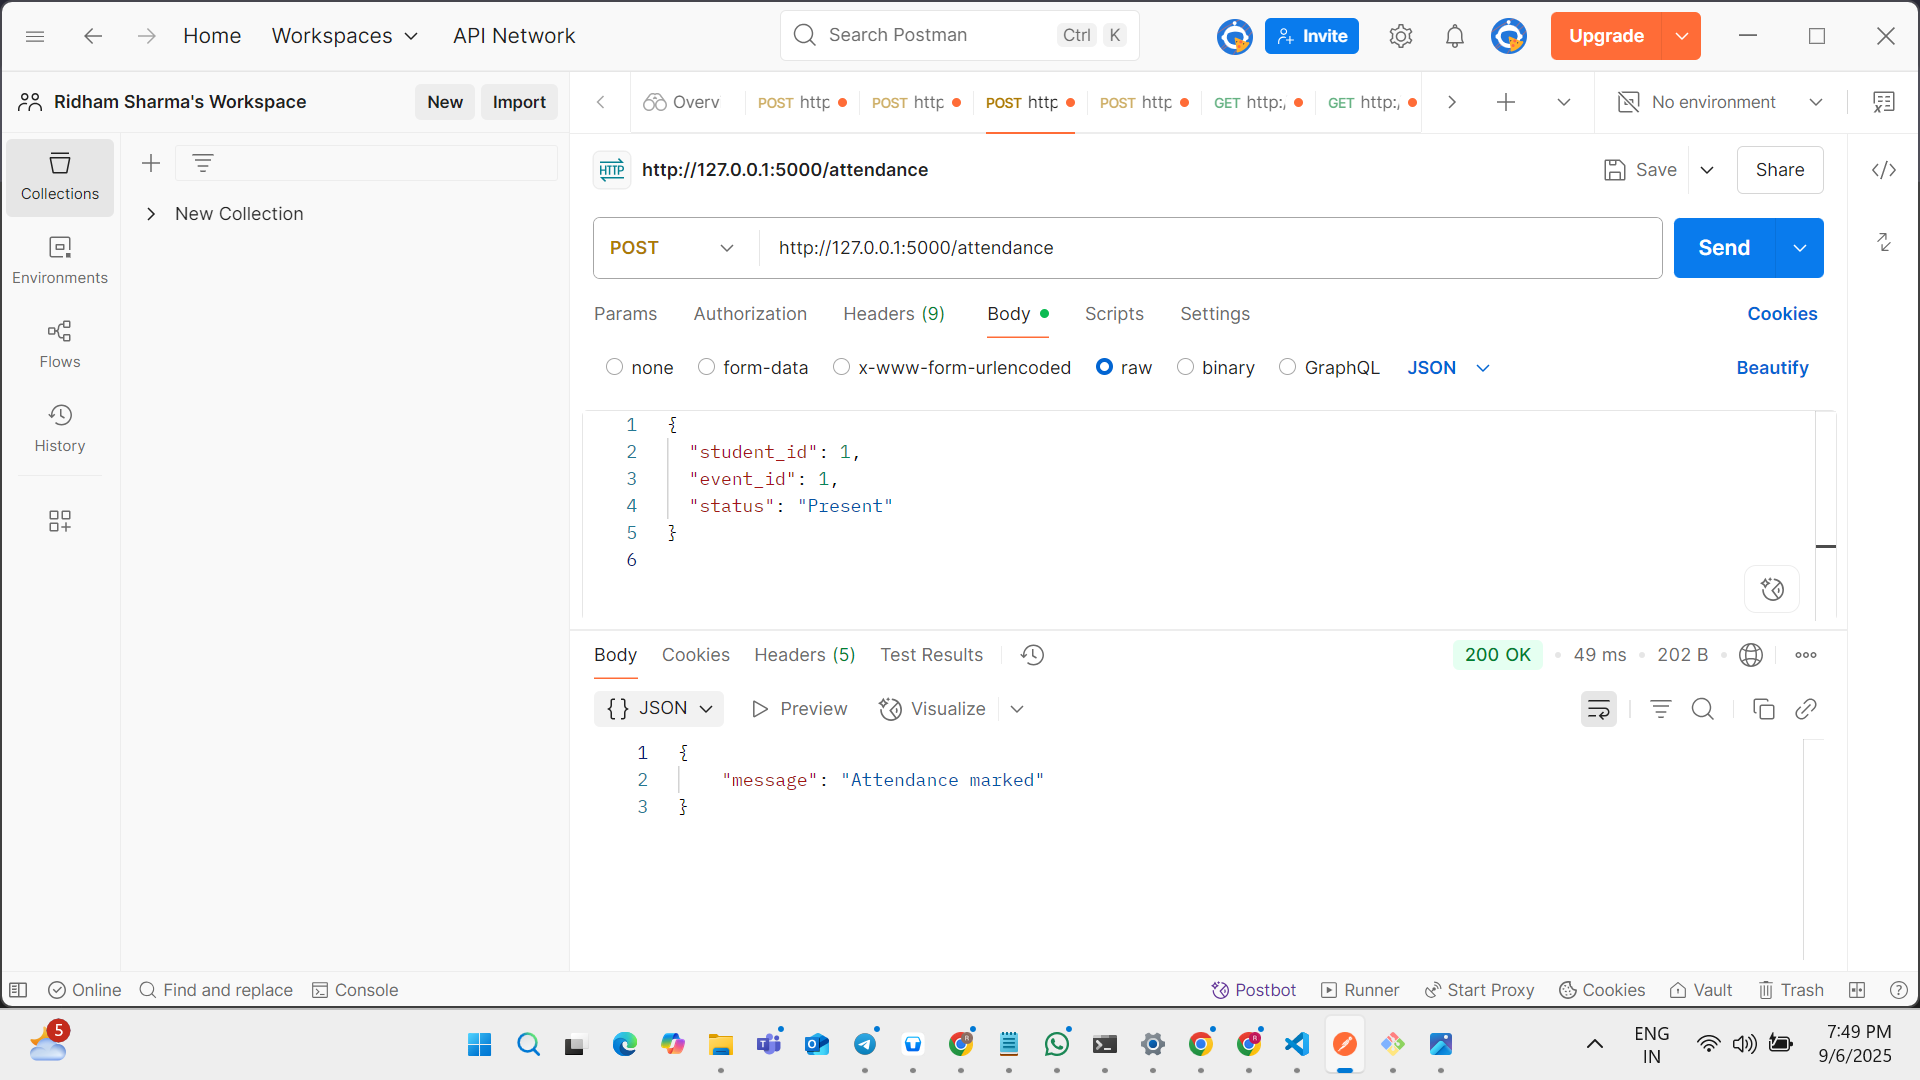 Home
Workspaces
API Network
Search Postman
Ctrl
K
Invite
Upgrade
Ridham Sharma's Workspace
New
Import
Overv
POST http
POST http
POST http
POST http
GET http:/
GET http:/
No environment
Collections
Environments
Flows
History
New Collection
HTTP
http://127.0.0.1:5000/attendance
Save
Share
POST
http://127.0.0.1:5000/attendance
Send
Params
Authorization
Headers (9)
Body
Scripts
Settings
Cookies
none
form-data
x-www-form-urlencoded
raw
binary
GraphQL
JSON
Beautify
1 {
2 "student_id": 1,
3 "event_id": 1,
4 "status": "Present"
5 }
6
Body
Cookies
Headers (5)
Test Results
200 OK
49 ms
202 B
{} JSON
Preview
Visualize
1 {
2 "message": "Attendance marked"
3 }
Online
Find and replace
Console
Postbot
Runner
Start Proxy
Cookies
Vault
Trash
5
ENG
IN
7:49 PM
9/6/2025